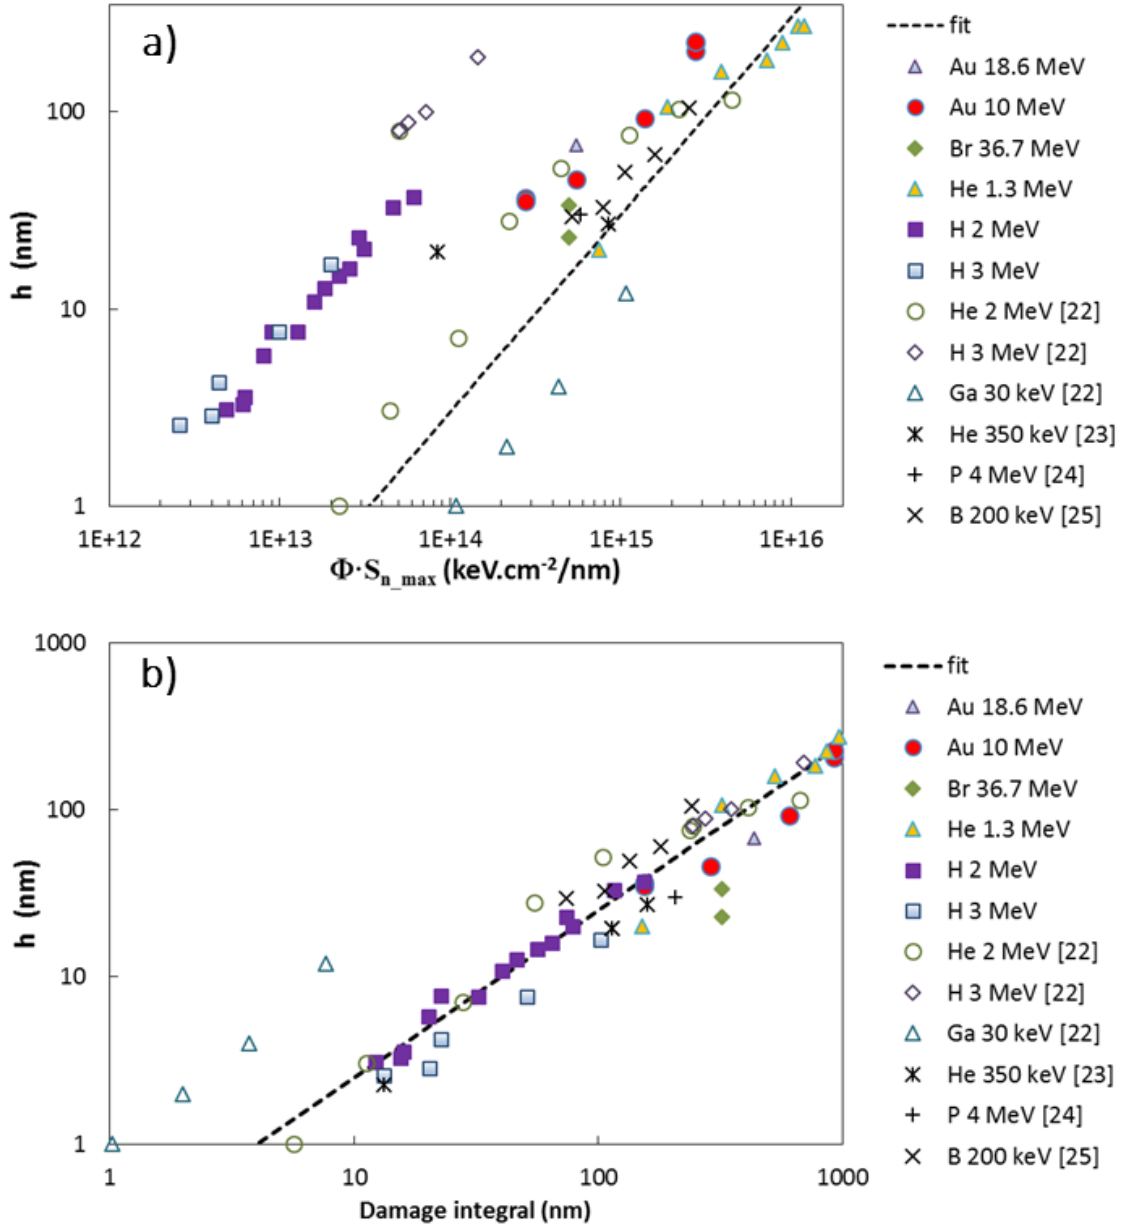 a)
h (nm)
100
10
1
1E+12 1E+13 1E+14 1E+15 1E+16
Φ·Sn_max (keV.cm-2/nm)
fit
Au 18.6 MeV
Au 10 MeV
Br 36.7 MeV
He 1.3 MeV
H 2 MeV
H 3 MeV
He 2 MeV [22]
H 3 MeV [22]
Ga 30 keV [22]
He 350 keV [23]
P 4 MeV [24]
B 200 keV [25]
b)
h (nm)
1000
100
10
1
1 10 100 1000
Damage integral (nm)
fit
Au 18.6 MeV
Au 10 MeV
Br 36.7 MeV
He 1.3 MeV
H 2 MeV
H 3 MeV
He 2 MeV [22]
H 3 MeV [22]
Ga 30 keV [22]
He 350 keV [23]
P 4 MeV [24]
B 200 keV [25]